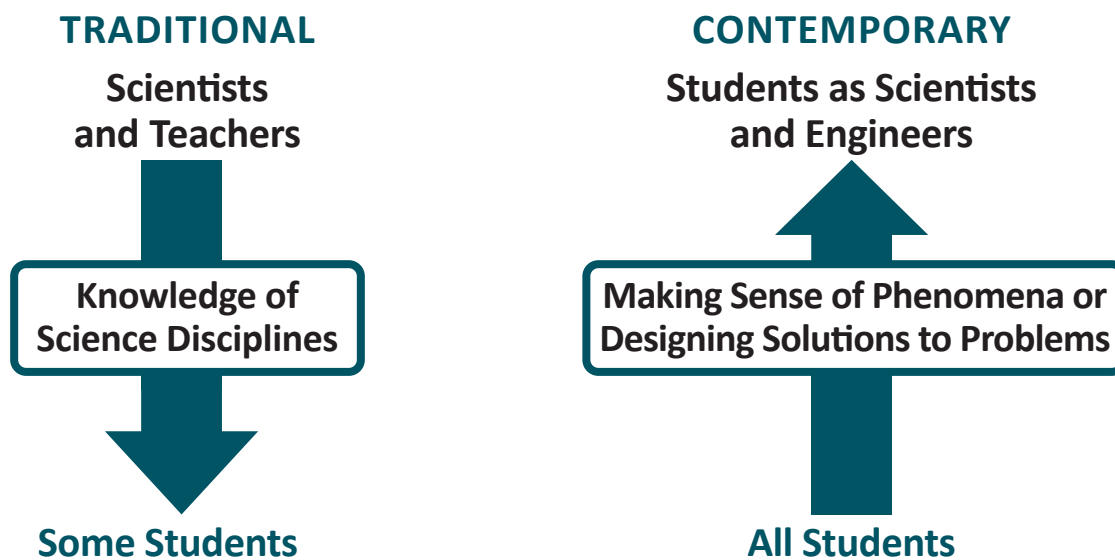 TRADITIONAL
Scientists
and Teachers
Knowledge of
Science Disciplines
Some Students
CONTEMPORARY
Students as Scientists
and Engineers
Making Sense of Phenomena or
Designing Solutions to Problems
All Students